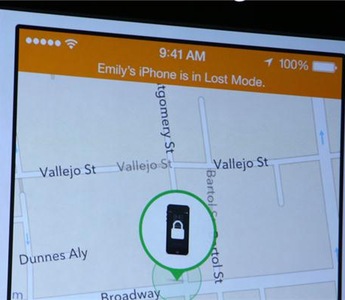 9:41 AM
100%
Emily's iPhone is in Lost Mode.
tgomery St
Vallejo St
Vallejo St
Vallejo St
Bartol St
Bartol St
Dunnes Aly
Broadway
m